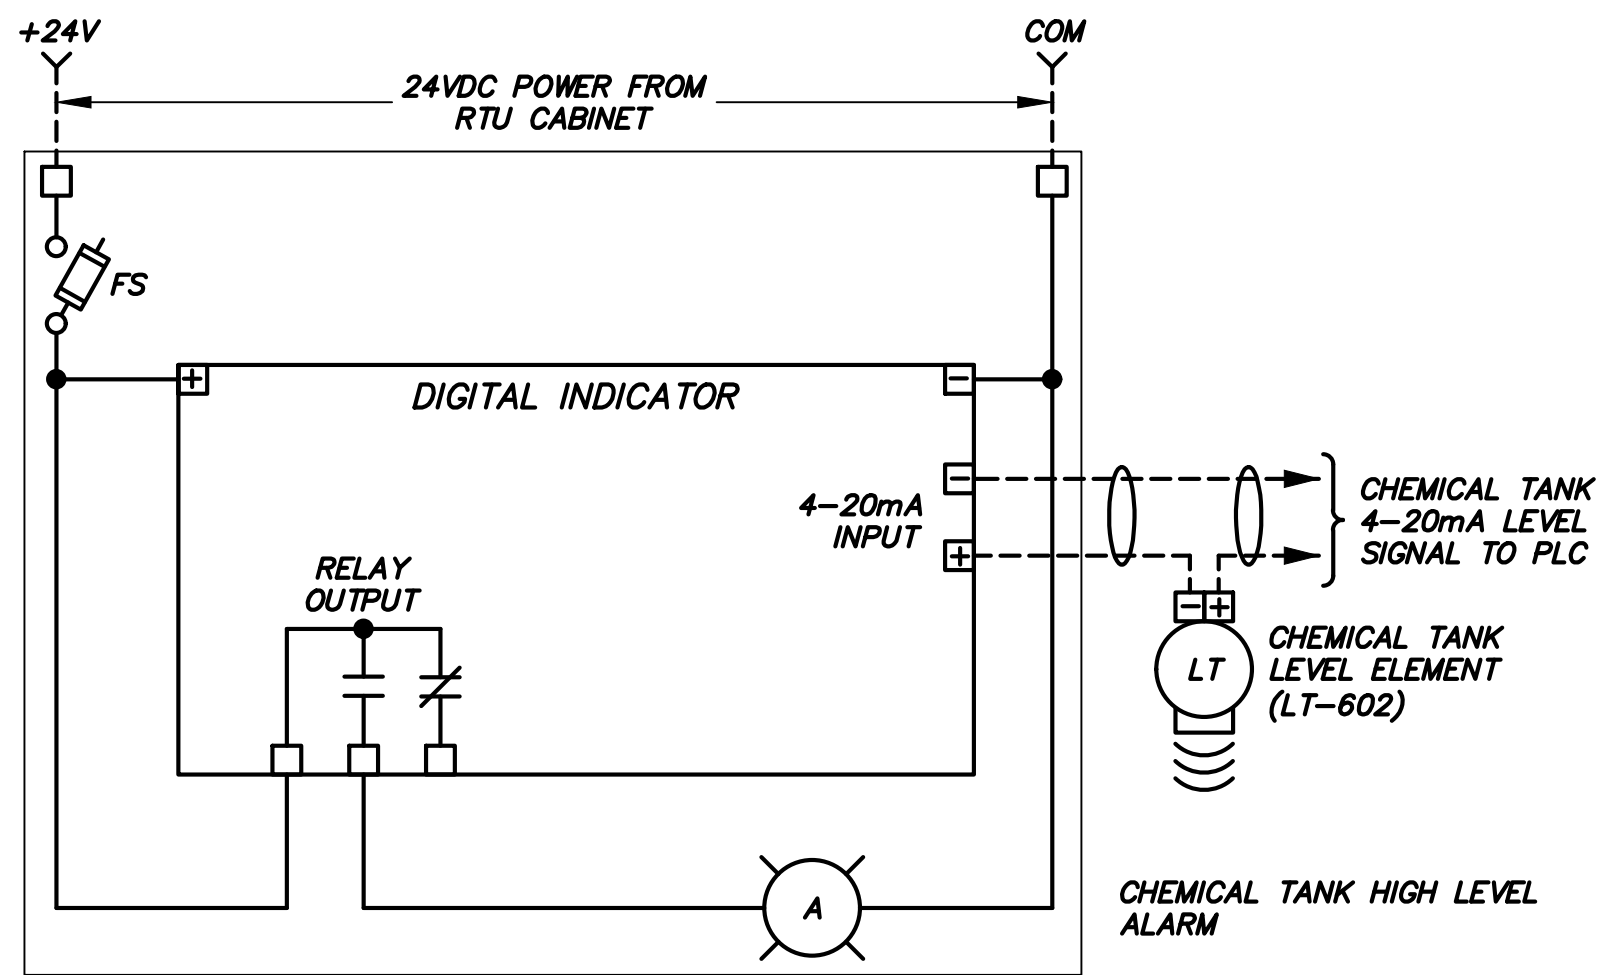 +24V
COM
24VDC POWER FROM
RTU CABINET
FS
+
DIGITAL INDICATOR
-
-
4-20mA
INPUT
+
CHEMICAL TANK
4-20mA LEVEL
SIGNAL TO PLC
RELAY
OUTPUT
- +
LT
CHEMICAL TANK
LEVEL ELEMENT
(LT-602)
A
CHEMICAL TANK HIGH LEVEL
ALARM